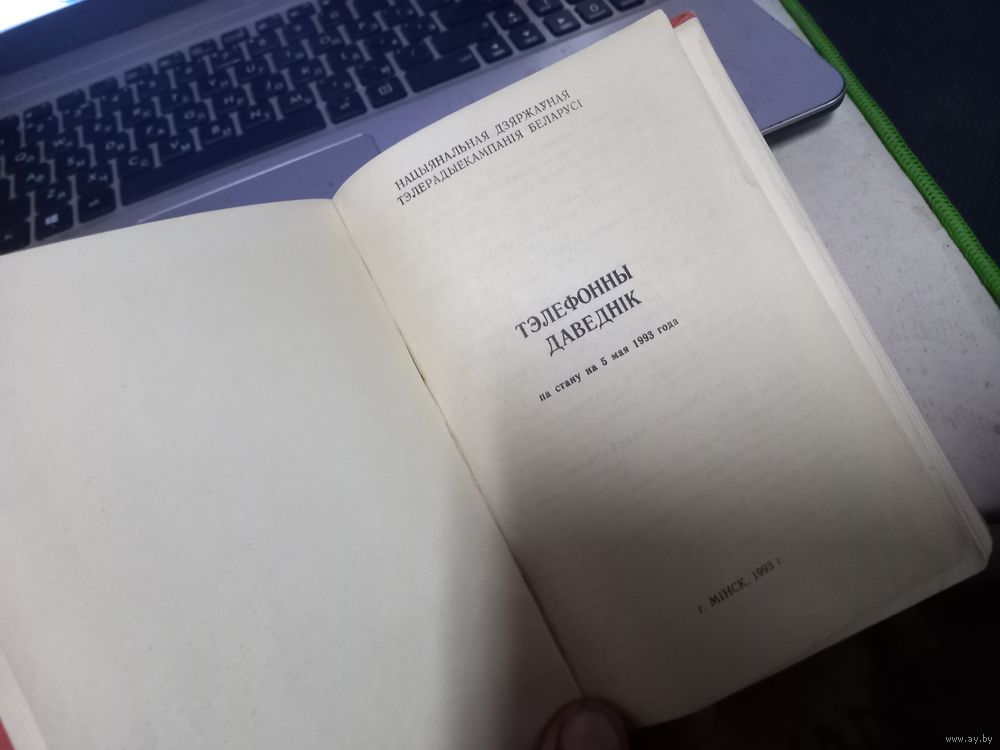 НАЦЫЯНАЛЬНАЯ ДЗЯРЖАЎНАЯ
ТЭЛЕРАДЫЕКАМПАНІЯ БЕЛАРУСІ
ТЭЛЕФОННЫ
ДАВЕДНІК
па стану на 5 мая 1993 года
г. МІНСК, 1993 г.
www.ay.by